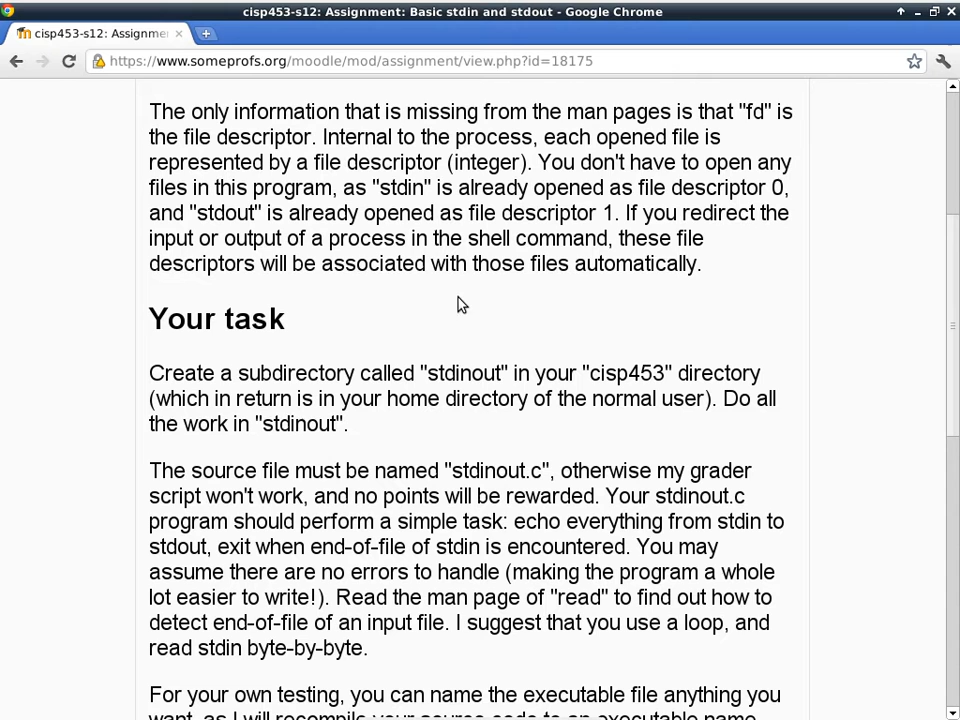 cisp453-s12: Assignment: Basic stdin and stdout - Google Chrome
cisp453-s12: Assignme
https://www.someprofs.org/moodle/mod/assignment/view.php?id=18175
The only information that is missing from the man pages is that "fd" is
the file descriptor. Internal to the process, each opened file is
represented by a file descriptor (integer). You don't have to open any
files in this program, as "stdin" is already opened as file descriptor 0,
and "stdout" is already opened as file descriptor 1. If you redirect the
input or output of a process in the shell command, these file
descriptors will be associated with those files automatically.
Your task
Create a subdirectory called "stdinout" in your "cisp453" directory
(which in return is in your home directory of the normal user). Do all
the work in "stdinout".
The source file must be named "stdinout.c", otherwise my grader
script won't work, and no points will be rewarded. Your stdinout.c
program should perform a simple task: echo everything from stdin to
stdout, exit when end-of-file of stdin is encountered. You may
assume there are no errors to handle (making the program a whole
lot easier to write!). Read the man page of "read" to find out how to
detect end-of-file of an input file. I suggest that you use a loop, and
read stdin byte-by-byte.
For your own testing, you can name the executable file anything you
want, as I will recompile your source code to an executable name